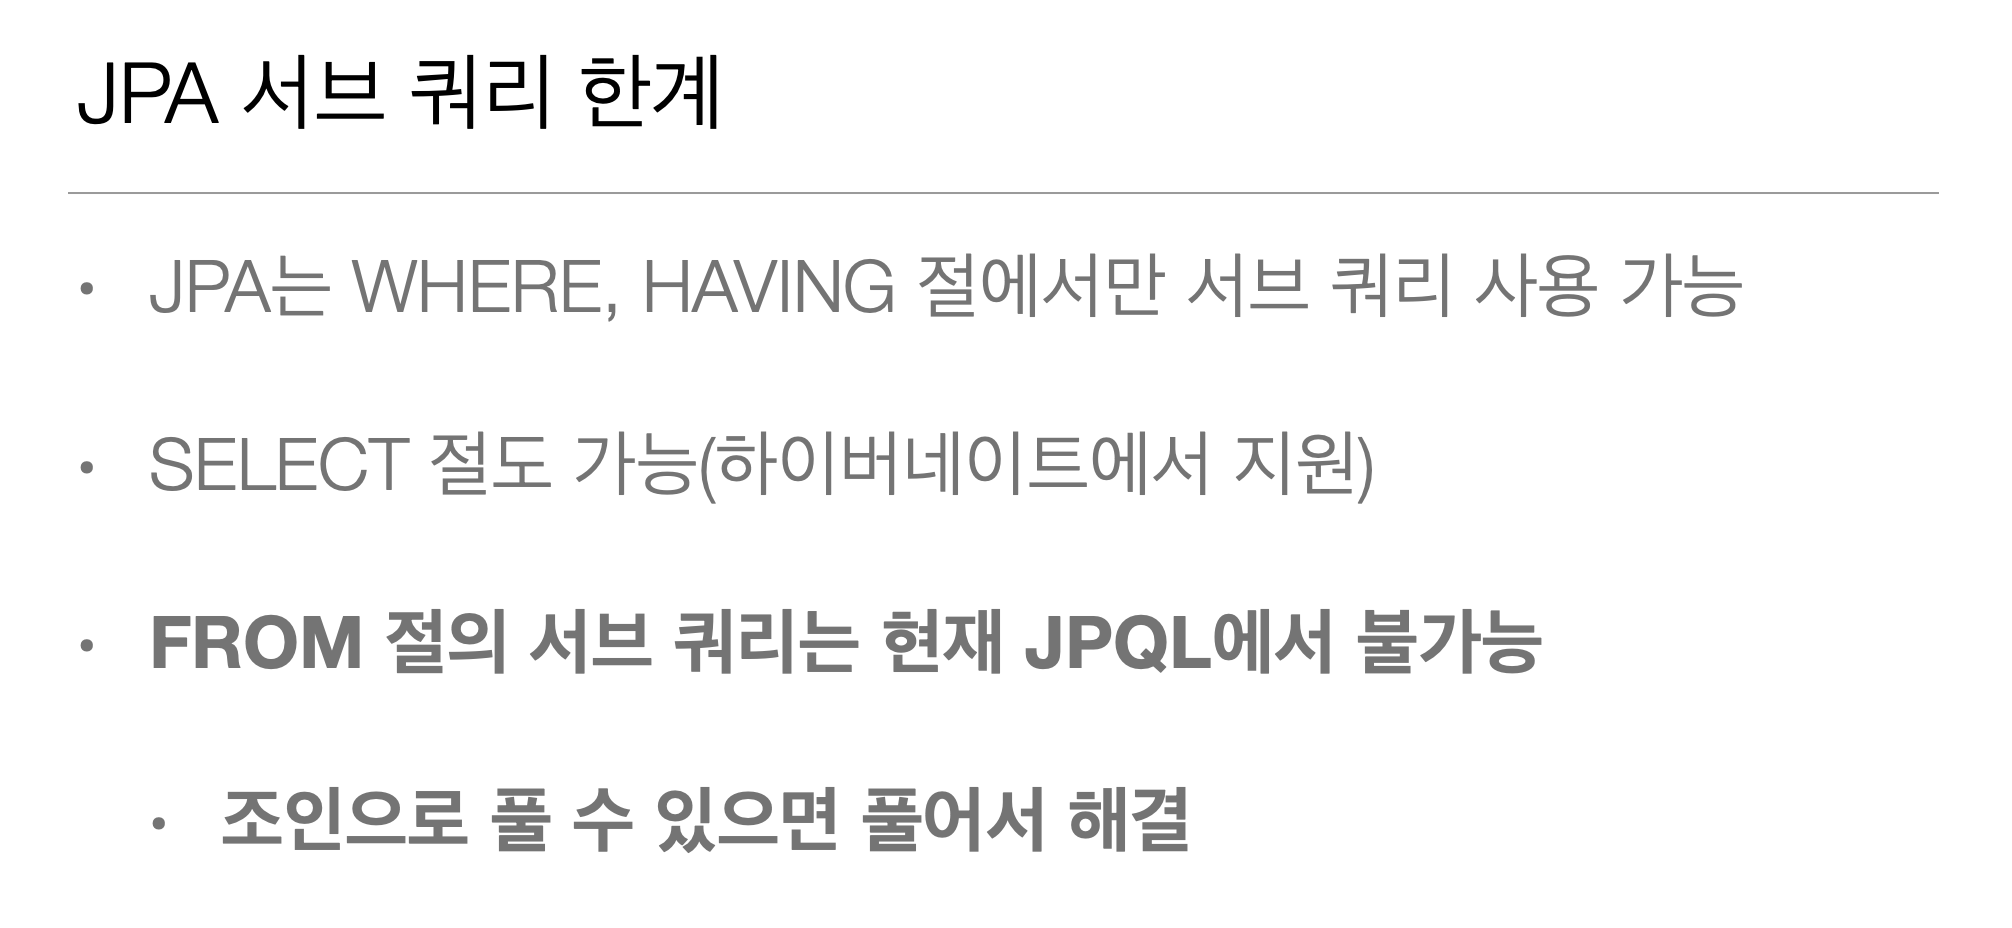 JPA 서브 쿼리 한계
• JPA는 WHERE, HAVING 절에서만 서브 쿼리 사용 가능
• SELECT 절도 가능(하이버네이트에서 지원)
• FROM 절의 서브 쿼리는 현재 JPQL에서 불가능
• 조인으로 풀 수 있으면 풀어서 해결